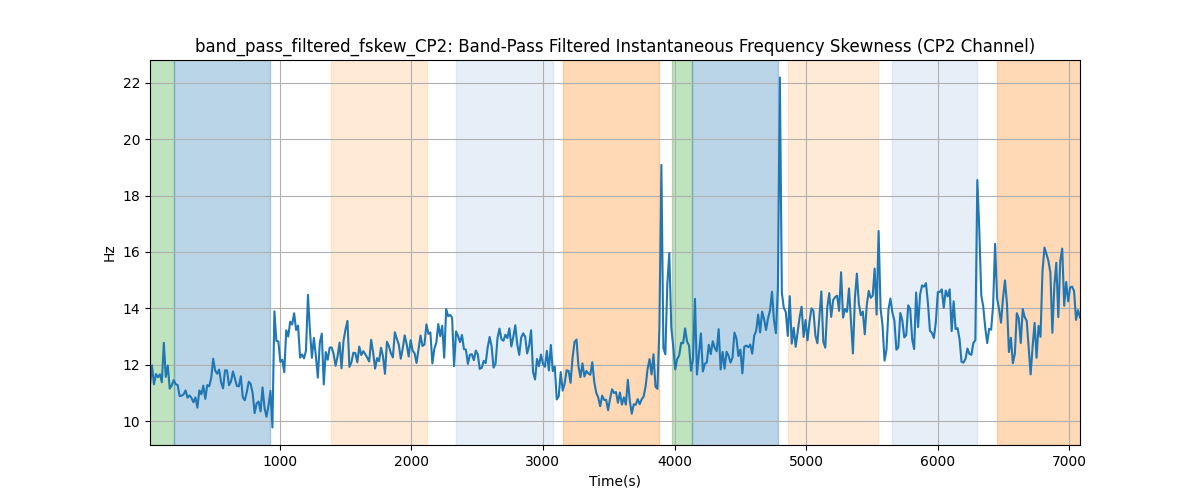 band_pass_filtered_fskew_CP2: Band-Pass Filtered Instantaneous Frequency Skewness (CP2 Channel)
22
20
18
16
14
12
10
Hz
1000 2000 3000 4000 5000 6000 7000
Time(s)